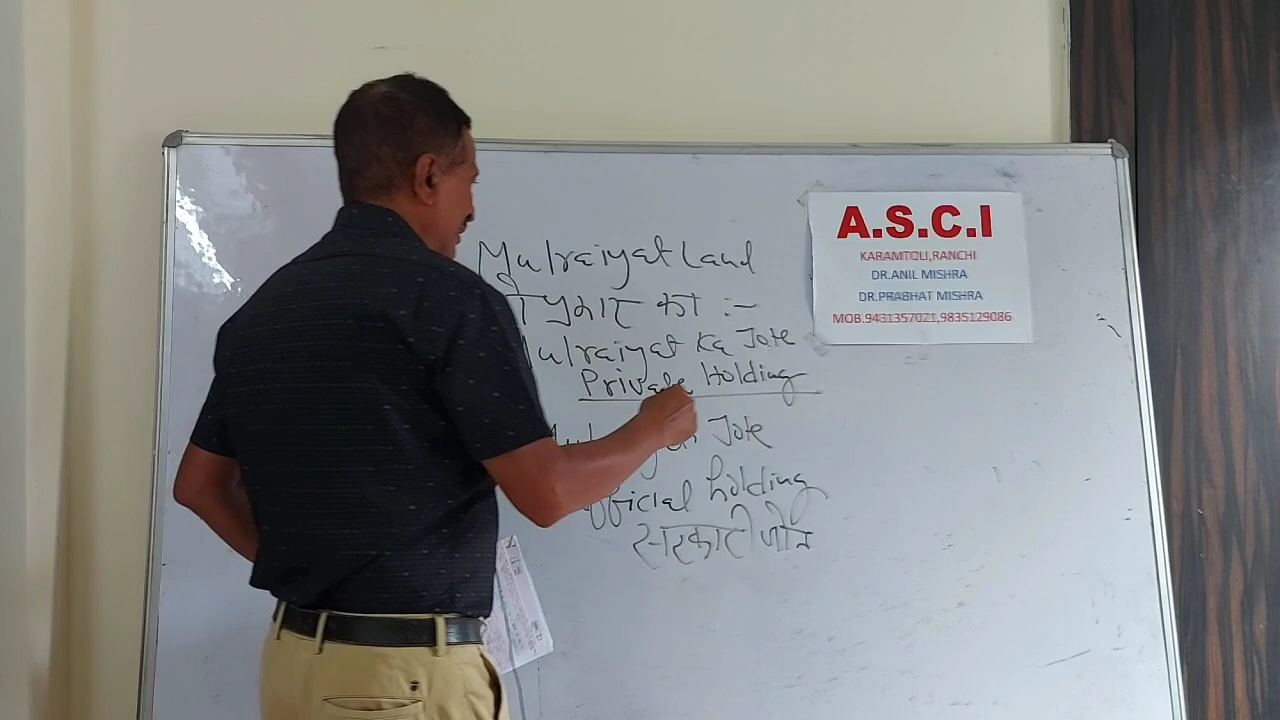 Mulraiyat Land
प्रकार का :-
Mulraiyat Ka Jote
Private Holding
Jote
official holding
सरकारी जोत
A.S.C.I
KARAMTOLI,RANCHI
DR.ANIL MISHRA
DR.PRABHAT MISHRA
MOB.9431357021,9835129086